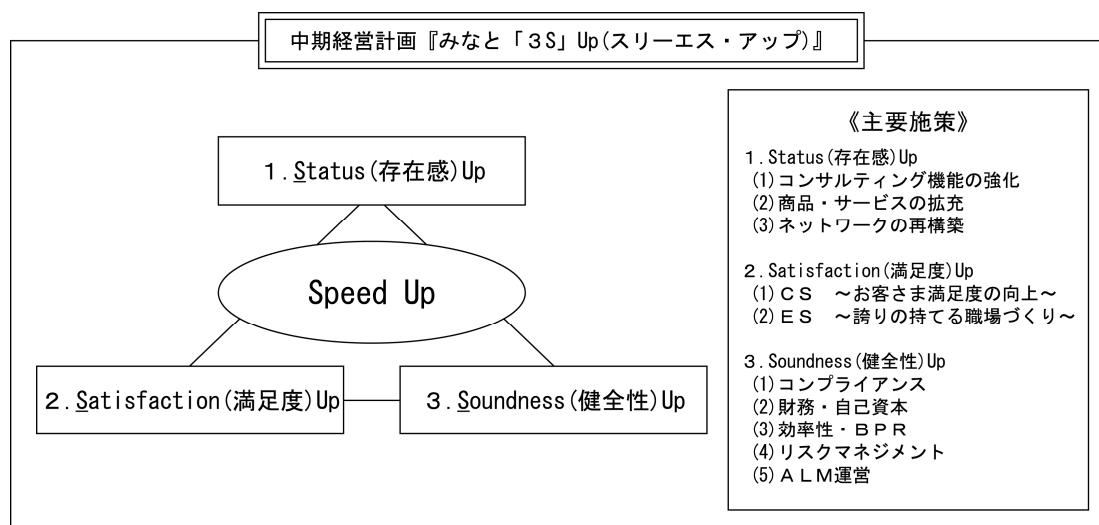 中期経営計画『みなと「3S」Up(スリーエス・アップ)』
1.Status(存在感)Up
Speed Up
2.Satisfaction(満足度)Up
3.Soundness(健全性)Up
《主要施策》
1.Status(存在感)Up
(1)コンサルティング機能の強化
(2)商品・サービスの拡充
(3)ネットワークの再構築
2.Satisfaction(満足度)Up
(1)CS ~お客さま満足度の向上~
(2)ES ~誇りの持てる職場づくり~
3.Soundness(健全性)Up
(1)コンプライアンス
(2)財務・自己資本
(3)効率性・BPR
(4)リスクマネジメント
(5)ALM運営